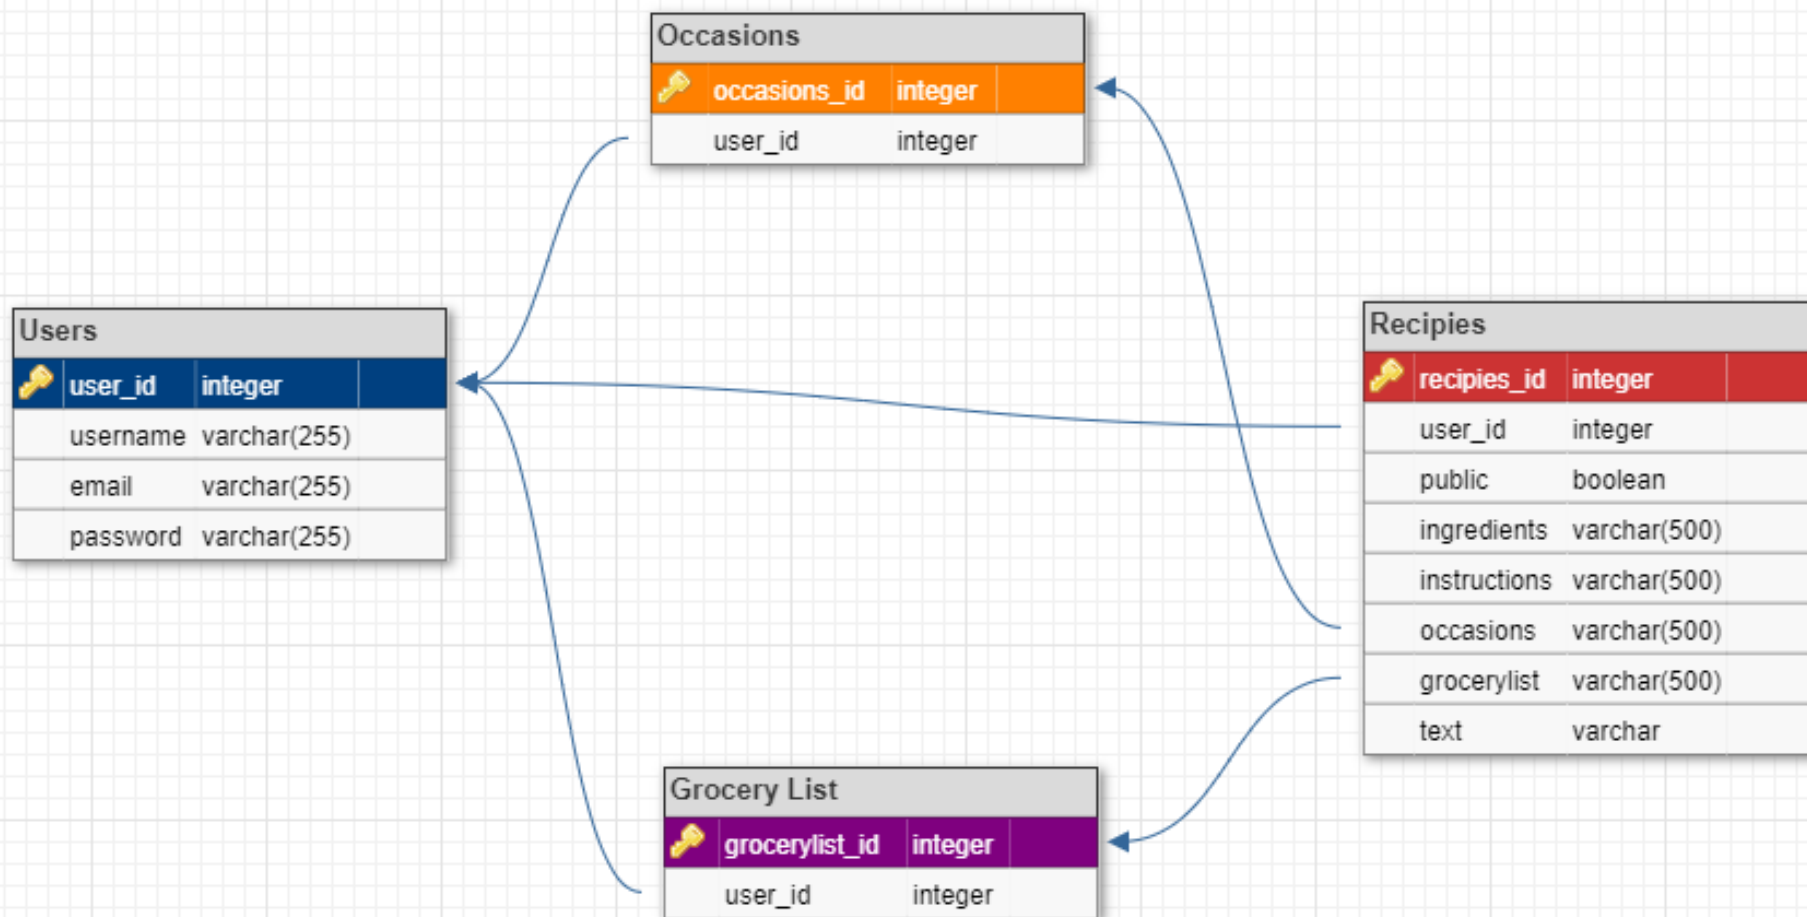 Occasions
occasions_id integer
user_id integer
Users
user_id integer
username varchar(255)
email varchar(255)
password varchar(255)
Recipies
recipies_id integer
user_id integer
public boolean
ingredients varchar(500)
instructions varchar(500)
occasions varchar(500)
grocerylist varchar(500)
text varchar
Grocery List
grocerylist_id integer
user_id integer